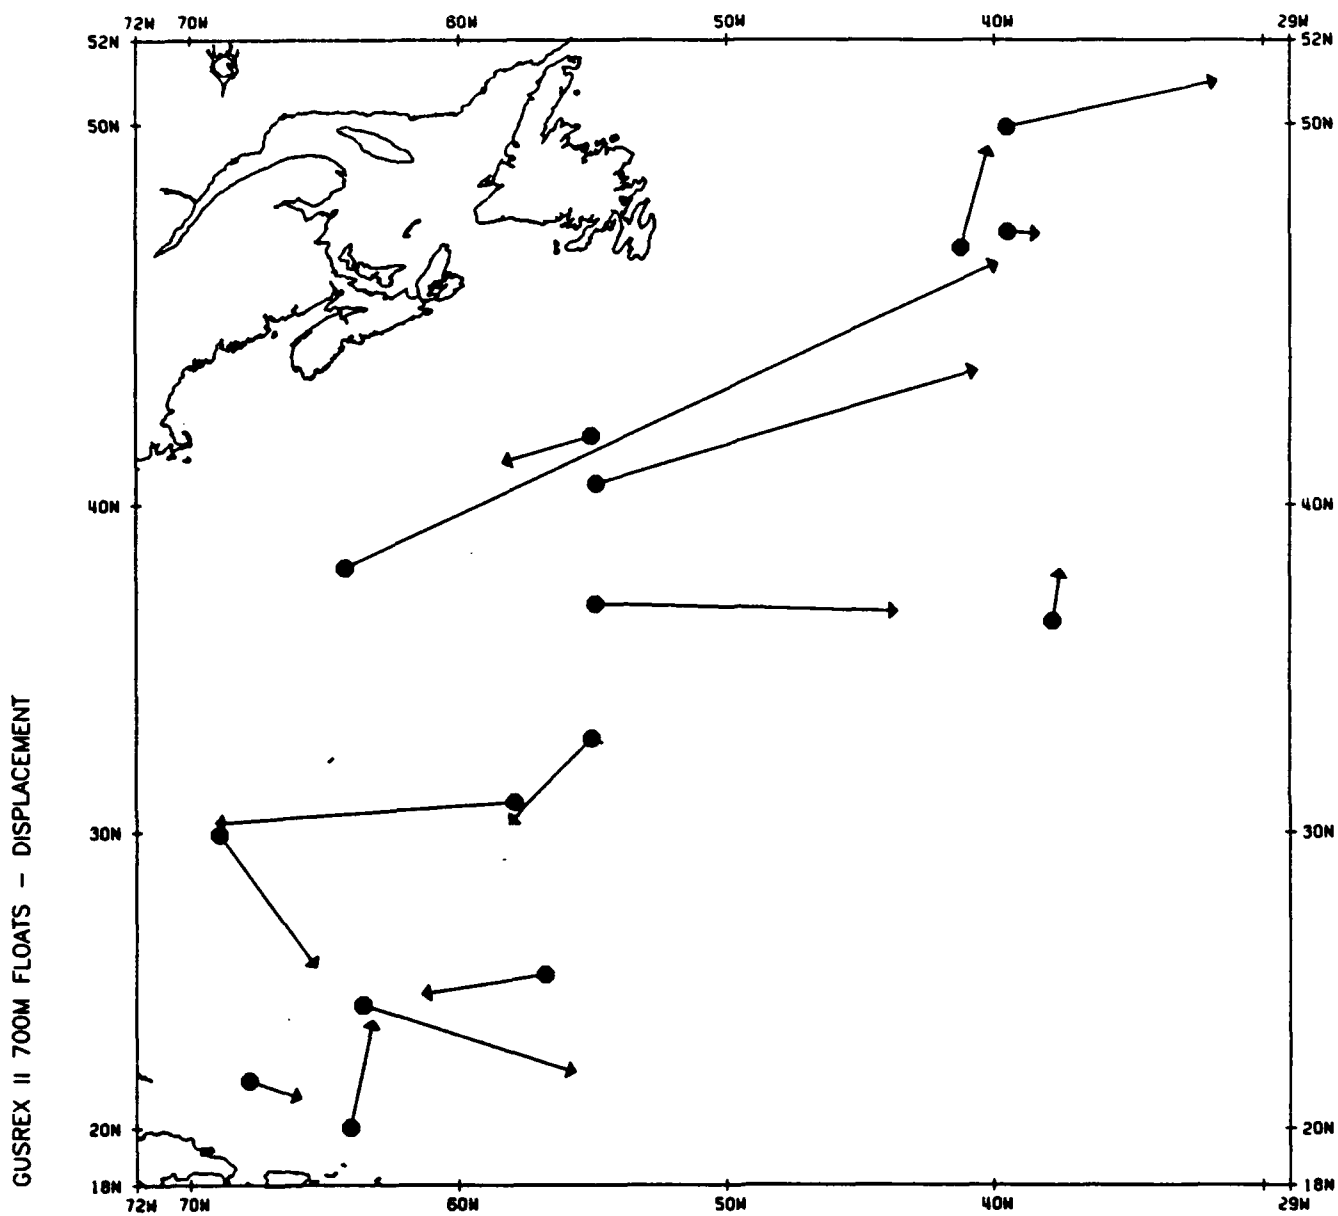 72W 70W 60W 50W 40W 29W
52N 52N
50N 50N
40N 40N
30N 30N
20N 20N
18N 18N
72W 70W 60W 50W 40W 29W
GUSREX II 700M FLOATS - DISPLACEMENT